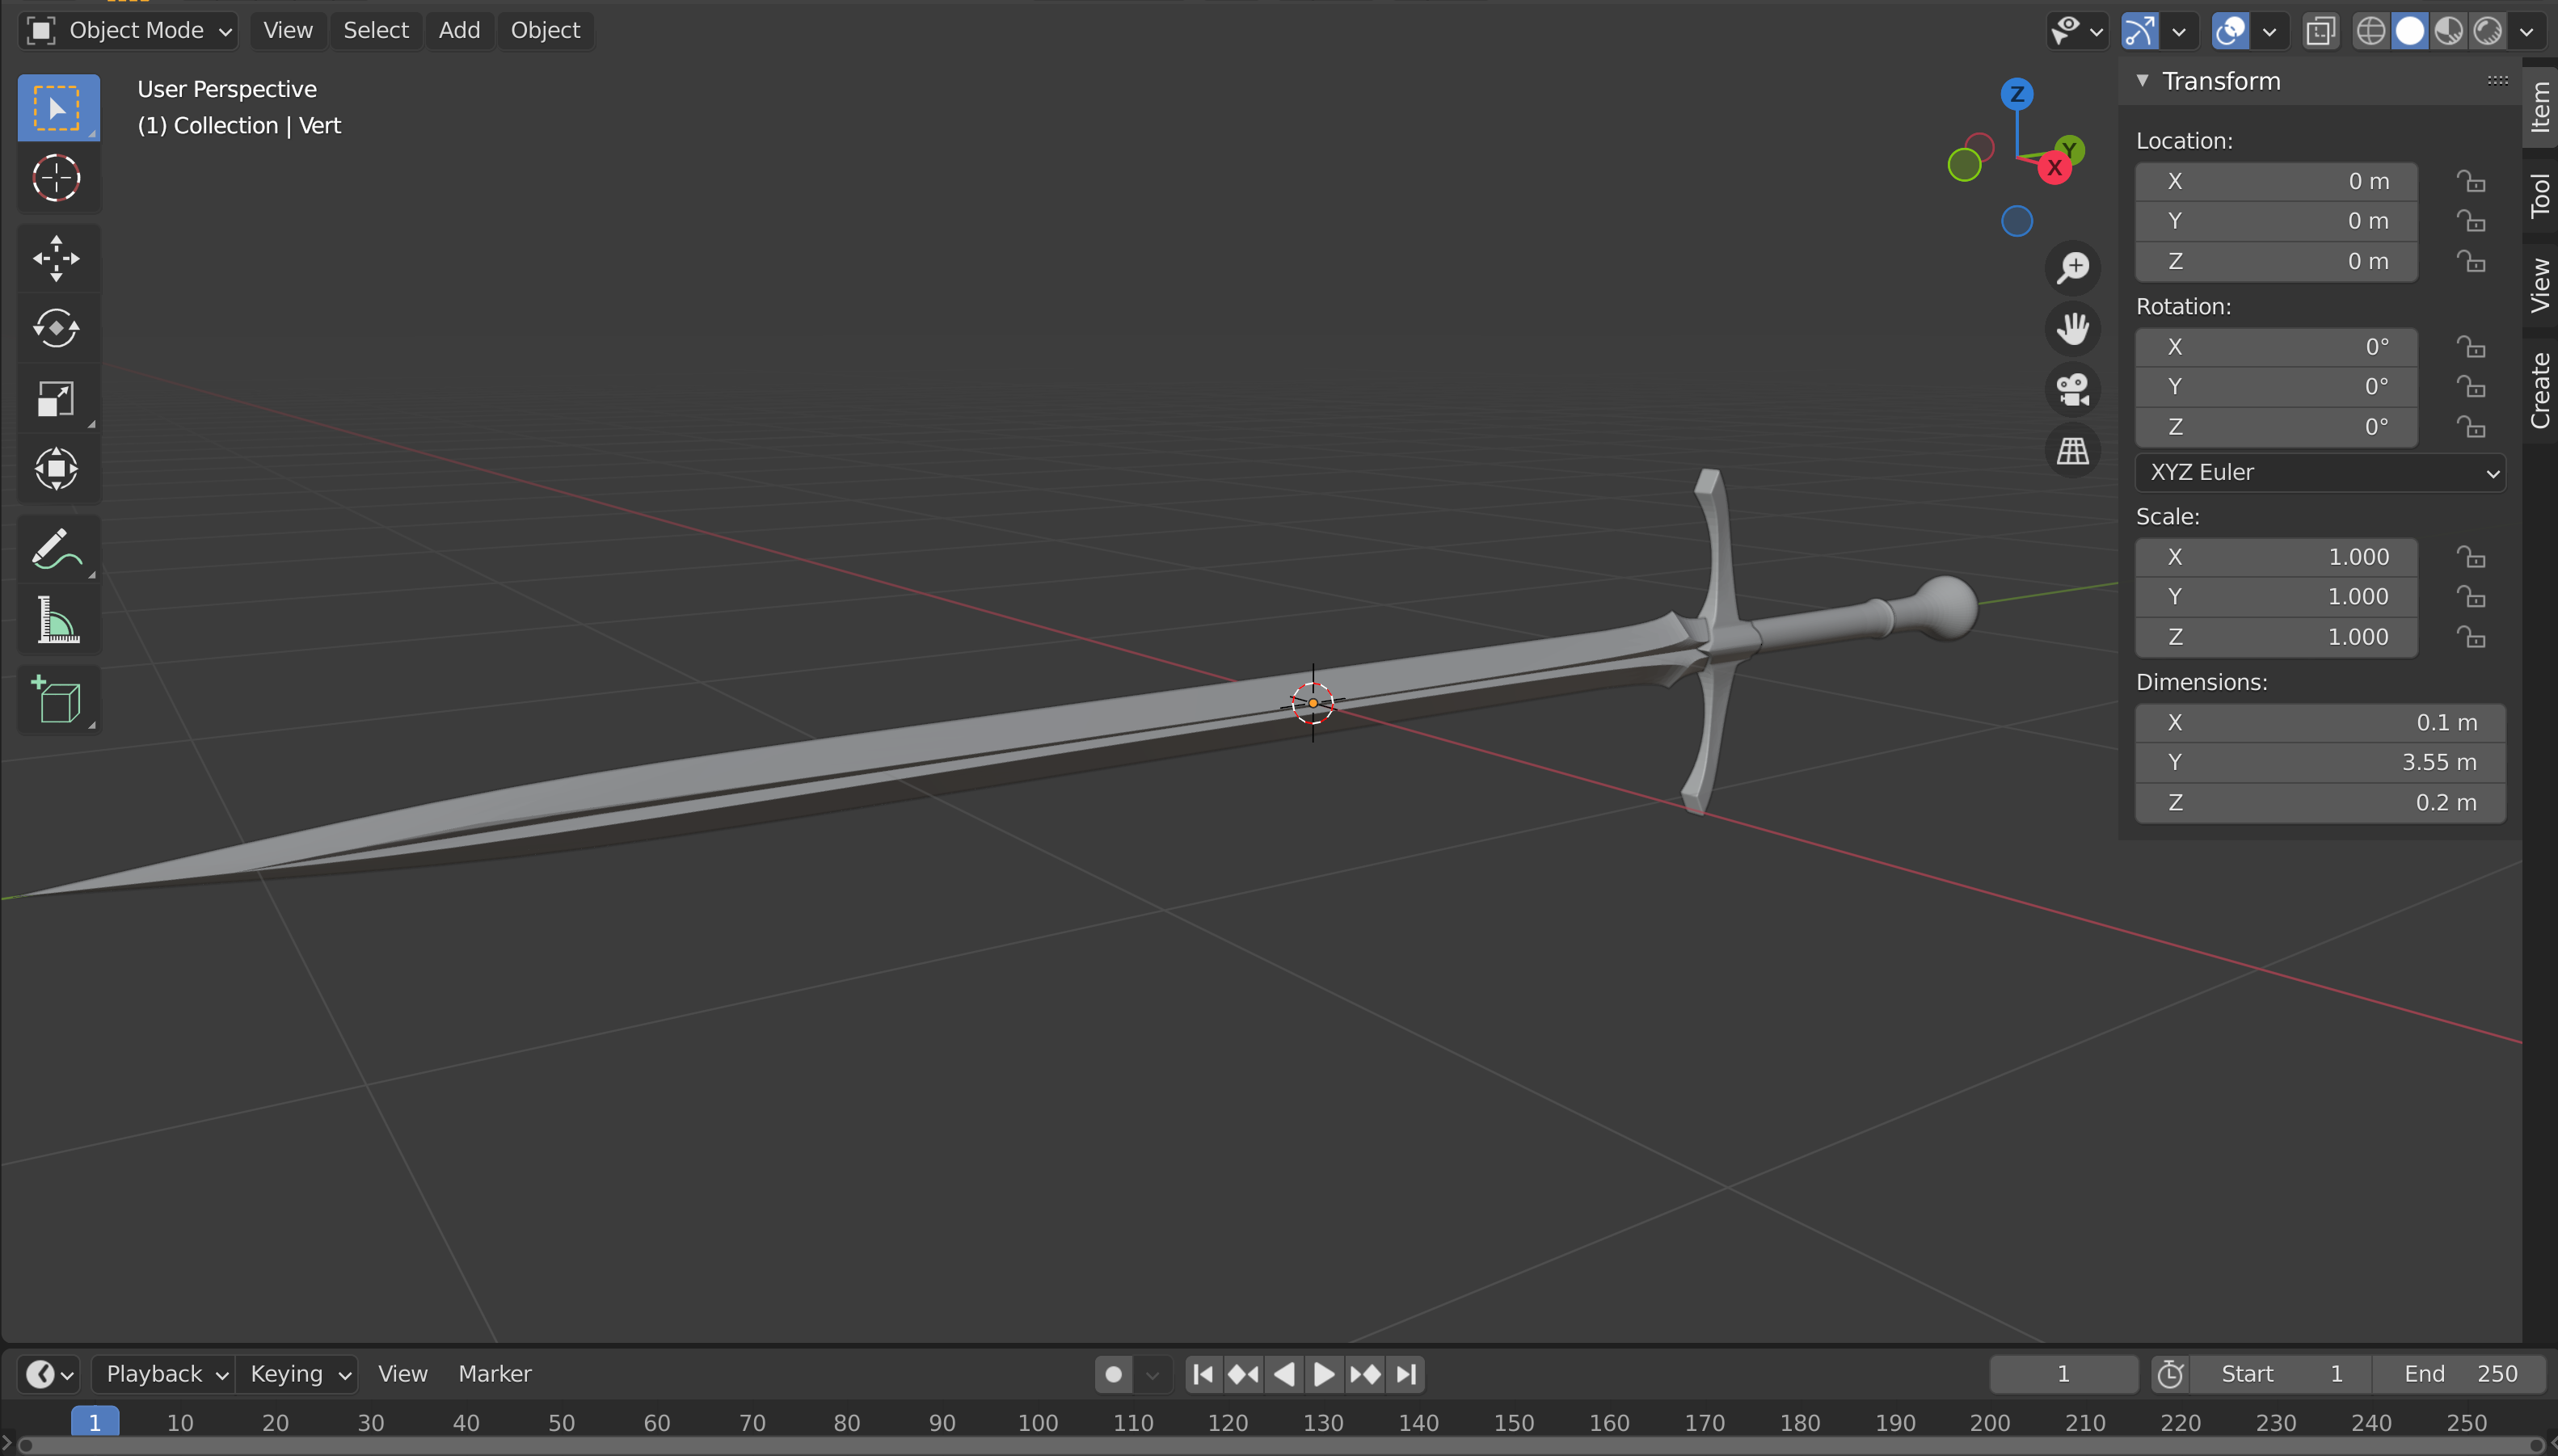 Object Mode View Select Add Object
User Perspective
(1) Collection | Vert
Z
Y
X
Transform
Location:
X 0 m
Y 0 m
Z 0 m
Rotation:
X 0°
Y 0°
Z 0°
XYZ Euler
Scale:
X 1.000
Y 1.000
Z 1.000
Dimensions:
X 0.1 m
Y 3.55 m
Z 0.2 m
Item
Tool
View
Create
Playback Keying View Marker 1 Start 1 End 250
1 10 20 30 40 50 60 70 80 90 100 110 120 130 140 150 160 170 180 190 200 210 220 230 240 250